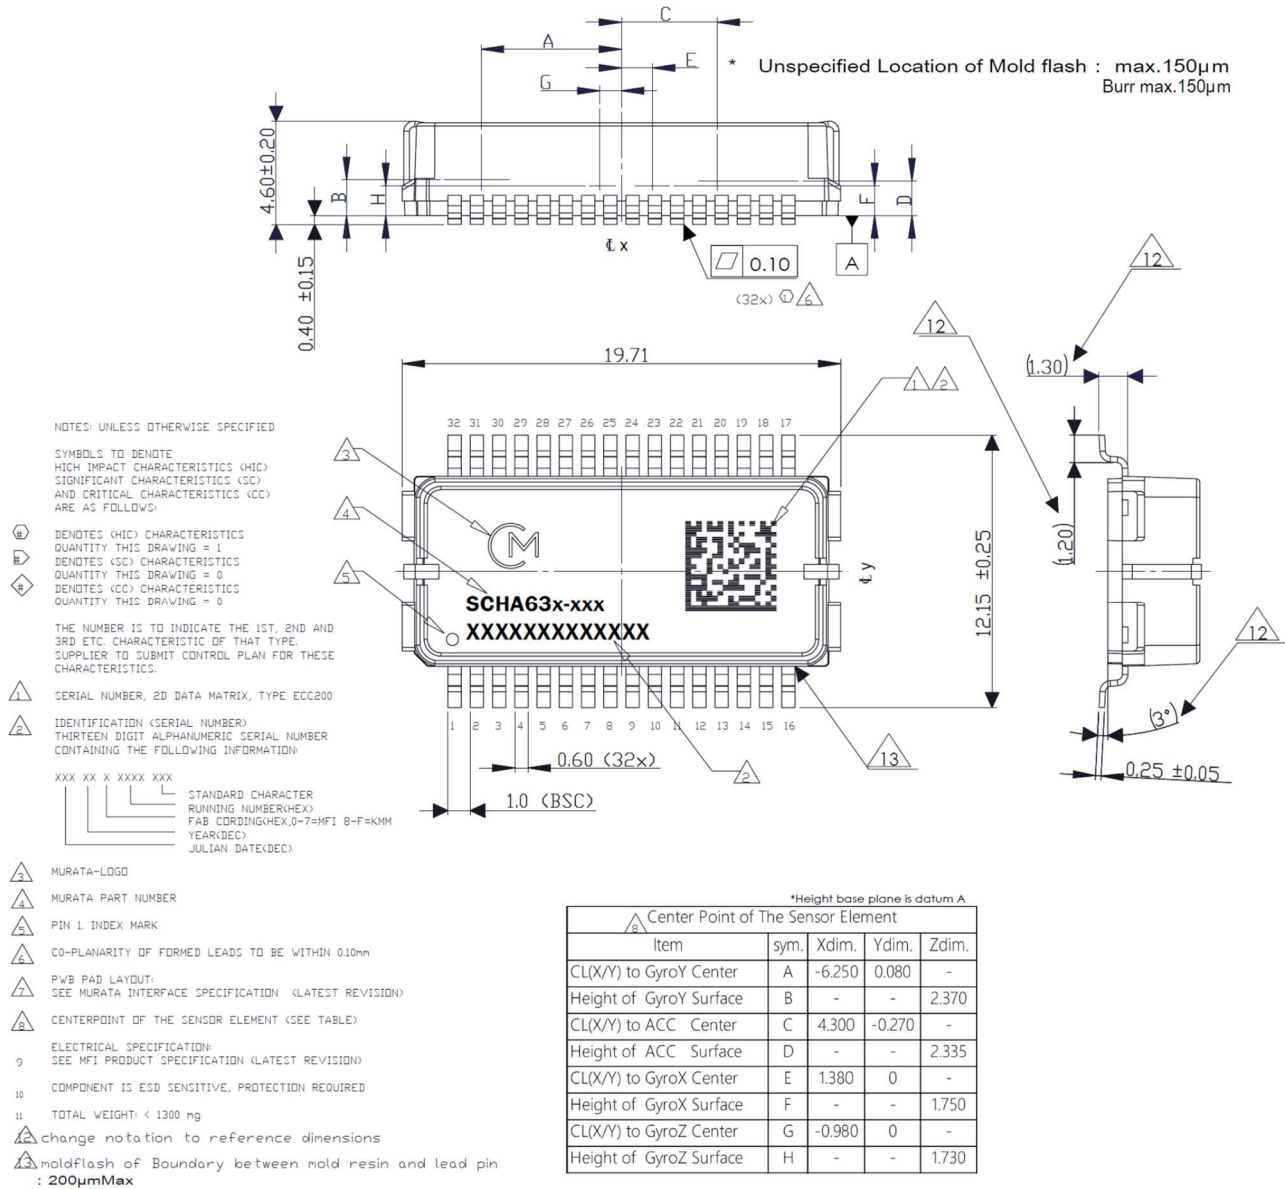 C
A
E
G
* Unspecified Location of Mold flash : max.150µm
Burr max.150µm
4.60±0.20
B
H
F
D
0.40 ±0.15
℄ x
0.10
A
(32x) 1 6
12
12
(1.30)
19.71
1 2
32 31 30 29 28 27 26 25 24 23 22 21 20 19 18 17
3
4
5
CM
SCHA63x-xxx
XXXXXXXXXXXXX
℄ y
12.15 ±0.25
(1.20)
12
(3°)
0.25 ±0.05
1 2 3 4 5 6 7 8 9 10 11 12 13 14 15 16
13
0.60 (32x)
2
1.0 (BSC)
NOTES: UNLESS OTHERWISE SPECIFIED
SYMBOLS TO DENOTE
HICH IMPACT CHARACTERISTICS (HIC)
SIGNIFICANT CHARACTERISTICS (SC)
AND CRITICAL CHARACTERISTICS (CC)
ARE AS FOLLOWS:
# DENOTES (HIC) CHARACTERISTICS
QUANTITY THIS DRAWING = 1
# DENOTES (SC) CHARACTERISTICS
QUANTITY THIS DRAWING = 0
# DENOTES (CC) CHARACTERISTICS
QUANTITY THIS DRAWING = 0
THE NUMBER IS TO INDICATE THE 1ST, 2ND AND
3RD ETC. CHARACTERISTIC OF THAT TYPE.
SUPPLIER TO SUBMIT CONTROL PLAN FOR THESE
CHARACTERISTICS.
1 SERIAL NUMBER, 2D DATA MATRIX, TYPE ECC200
2 IDENTIFICATION (SERIAL NUMBER)
THIRTEEN DIGIT ALPHANUMERIC SERIAL NUMBER
CONTAINING THE FOLLOWING INFORMATION:
XXX XX X XXXX XXX
STANDARD CHARACTER
RUNNING NUMBER(HEX)
FAB CORDING(HEX,0-7=MFI 8-F=KMM
YEAR(DEC)
JULIAN DATE(DEC)
3 MURATA-LOGO
4 MURATA PART NUMBER
5 PIN 1. INDEX MARK
6 CO-PLANARITY OF FORMED LEADS TO BE WITHIN 0.10mm
7 PWB PAD LAYOUT:
SEE MURATA INTERFACE SPECIFICATION (LATEST REVISION)
8 CENTERPOINT OF THE SENSOR ELEMENT (SEE TABLE)
ELECTRICAL SPECIFICATION:
9 SEE MFI PRODUCT SPECIFICATION (LATEST REVISION)
10 COMPONENT IS ESD SENSITIVE, PROTECTION REQUIRED
11 TOTAL WEIGHT: < 1300 mg
12 change notation to reference dimensions
13 moldflash of Boundary between mold resin and lead pin
: 200µmMax
*Height base plane is datum A
8 Center Point of The Sensor Element
Item sym. Xdim. Ydim. Zdim.
CL(X/Y) to GyroY Center A -6.250 0.080 -
Height of GyroY Surface B - - 2.370
CL(X/Y) to ACC Center C 4.300 -0.270 -
Height of ACC Surface D - - 2.335
CL(X/Y) to GyroX Center E 1.380 0 -
Height of GyroX Surface F - - 1.750
CL(X/Y) to GyroZ Center G -0.980 0 -
Height of GyroZ Surface H - - 1.730